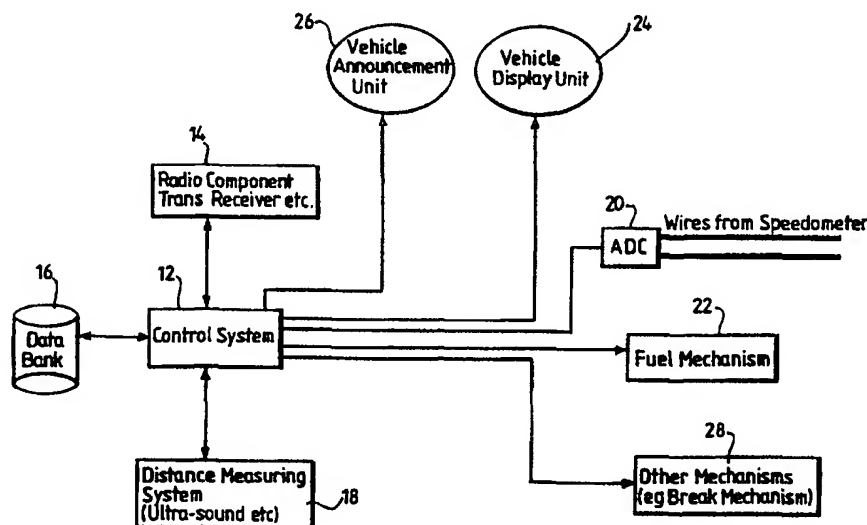 26
Vehicle
Announcement
Unit
Vehicle
Display Unit
24
14
Radio Component
Trans Receiver etc.
20
ADC
Wires from Speedometer
16
Data
Bank
12
Control System
22
Fuel Mechanism
Distance Measuring
System
(Ultra-sound etc)
18
28
Other Mechanisms
(eg Break Mechanism)